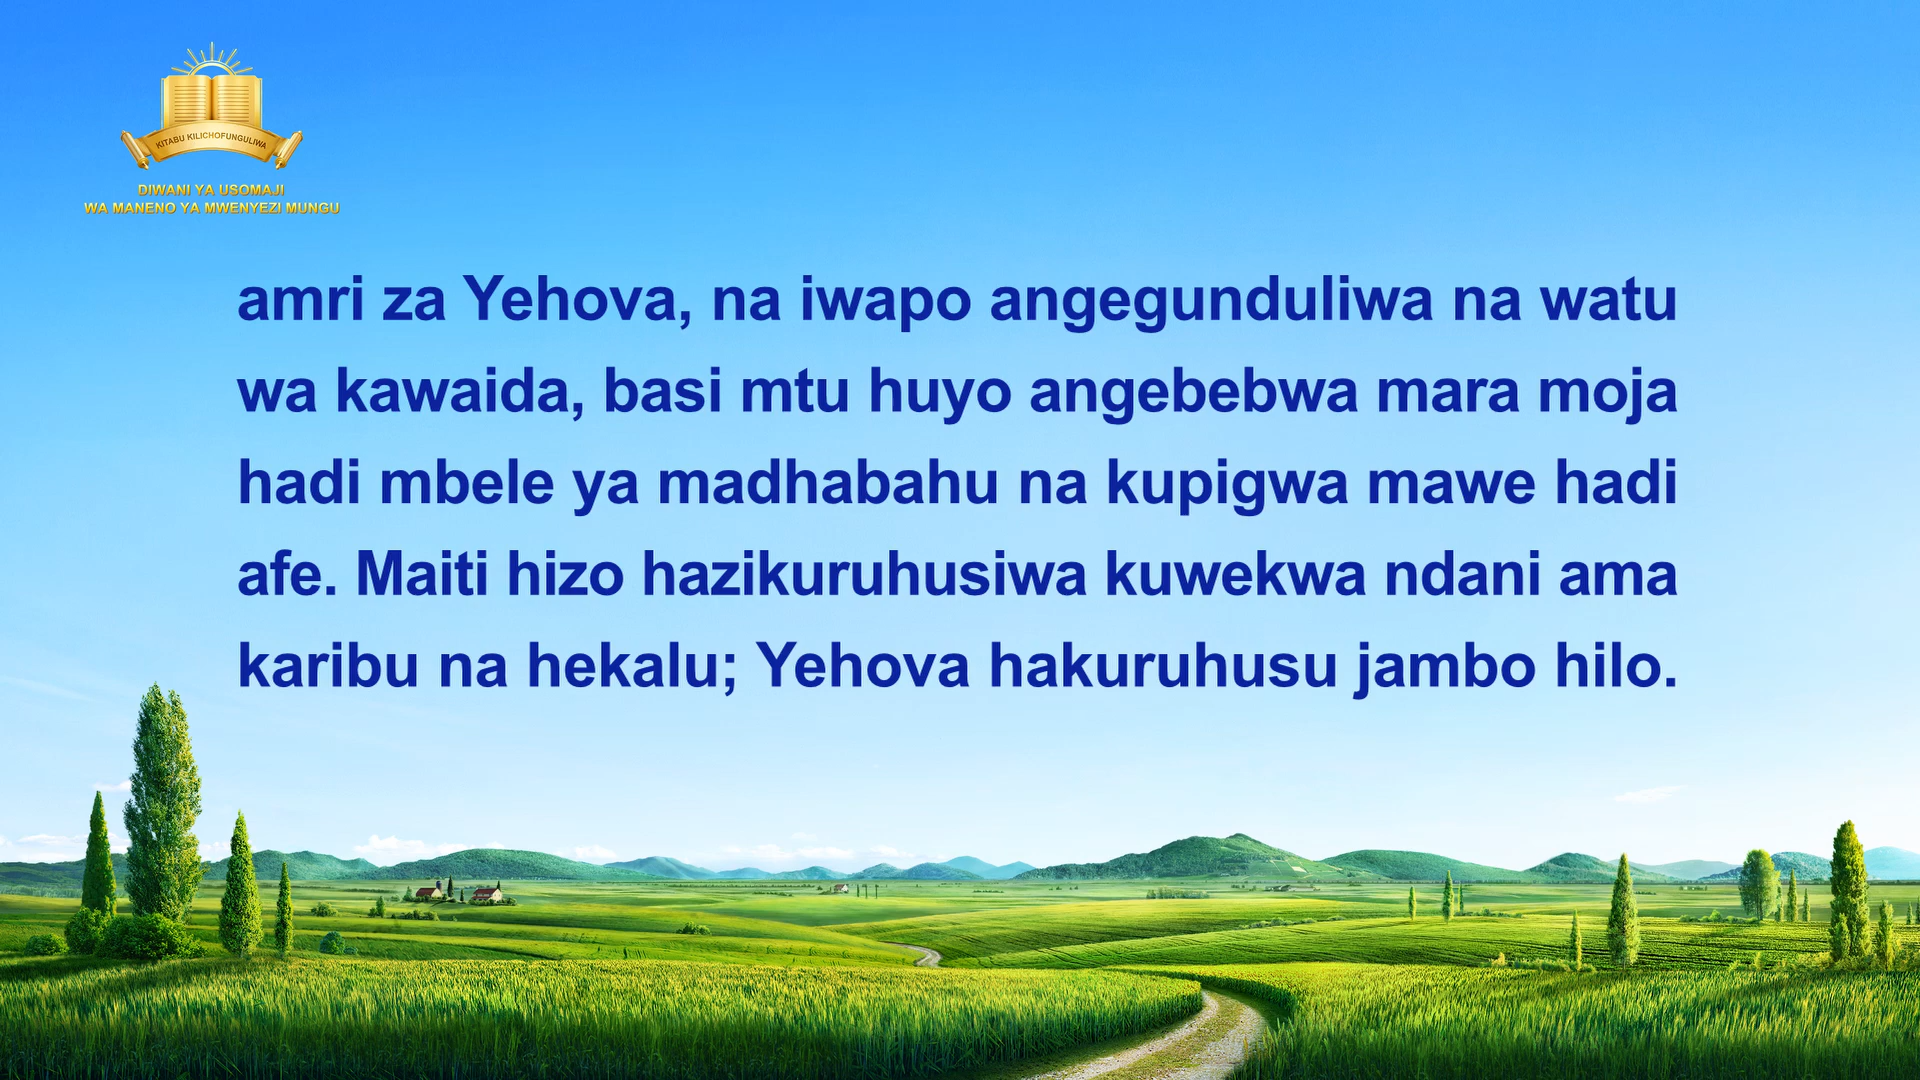 KITABU KILICHOFUNGULIWA
DIWANI YA USOMAJI
WA MANENO YA MWENYEZI MUNGU
amri za Yehova, na iwapo angegunduliwa na watu
wa kawaida, basi mtu huyo angebebwa mara moja
hadi mbele ya madhabahu na kupigwa mawe hadi
afe. Maiti hizo hazikuruhusiwa kuwekwa ndani ama
karibu na hekalu; Yehova hakuruhusu jambo hilo.